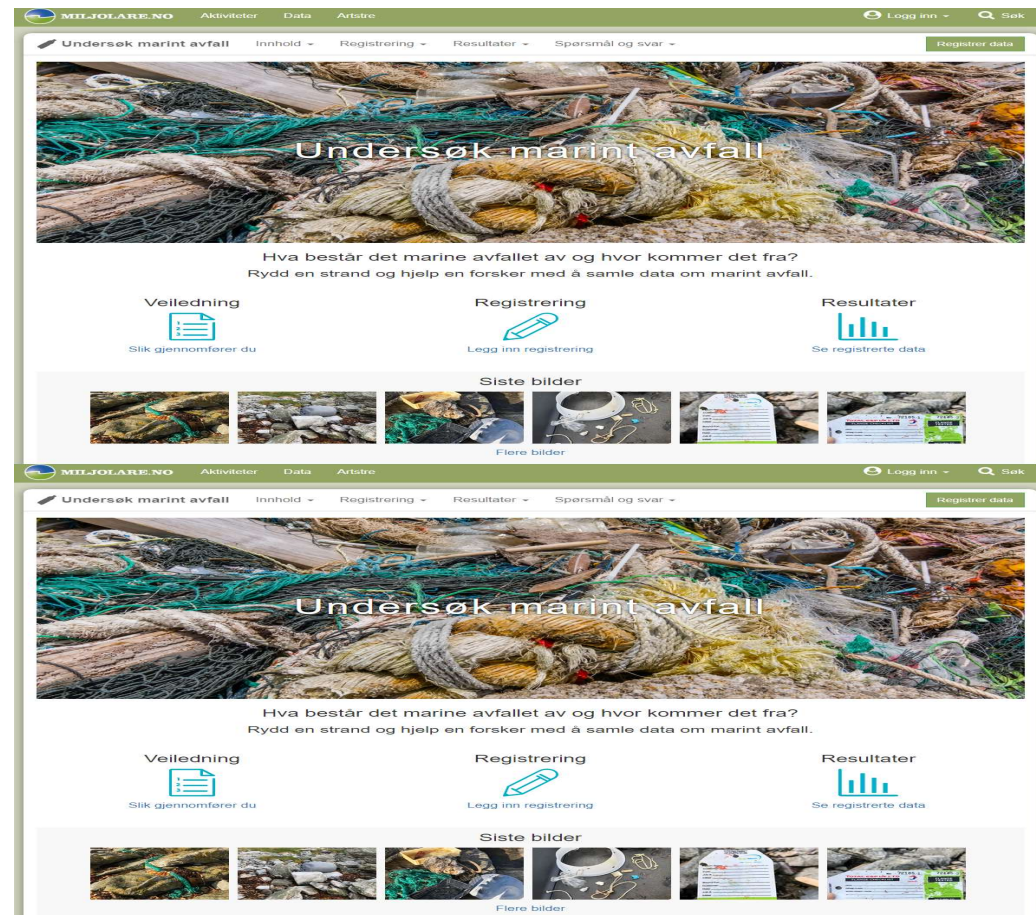 MILJOLARE.NO Aktiviteter Data Artstre Logg inn Søk
Undersøk marint avfall Innhold Registrering Resultater Spørsmål og svar Registrer data
Undersøk marint avfall
Hva består det marine avfallet av og hvor kommer det fra?
Rydd en strand og hjelp en forsker med å samle data om marint avfall.
Veiledning Registrering Resultater
1
2
3
Slik gjennomfører du Legg inn registrering Se registrerte data
Siste bilder
Flere bilder
MILJOLARE.NO Aktiviteter Data Artstre Logg inn Søk
Undersøk marint avfall Innhold Registrering Resultater Spørsmål og svar Registrer data
Undersøk marint avfall
Hva består det marine avfallet av og hvor kommer det fra?
Rydd en strand og hjelp en forsker med å samle data om marint avfall.
Veiledning Registrering Resultater
1
2
3
Slik gjennomfører du Legg inn registrering Se registrerte data
Siste bilder
Flere bilder